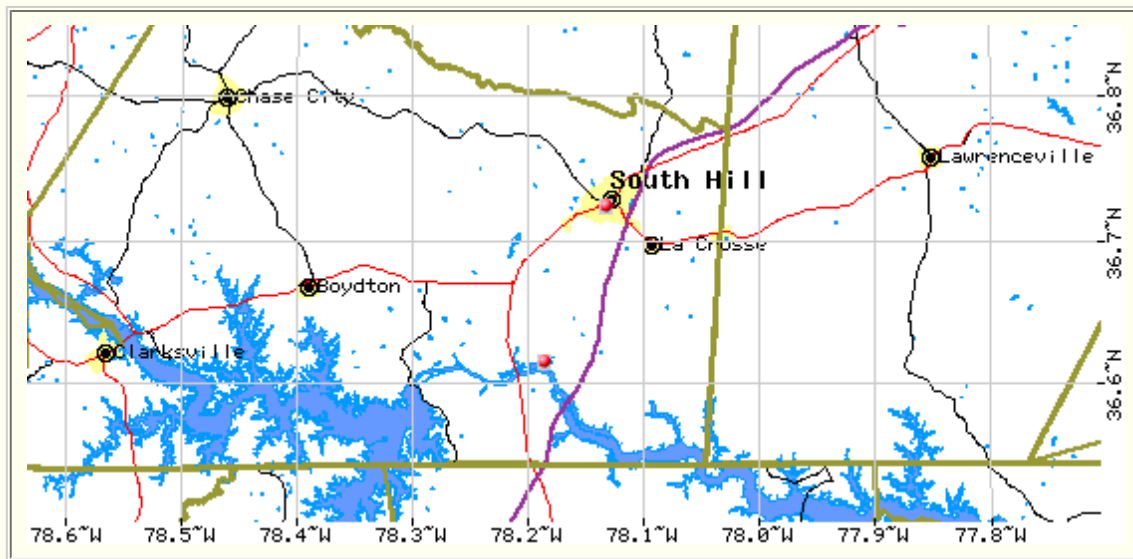 Chase City
36.8~N
Lawrenceville
South Hill
La Crosse
36.7~N
Boydton
Clarksville
36.6~N
78.6~W 78.5~W 78.4~W 78.3~W 78.2~W 78.1~W 78.0~W 77.9~W 77.8~W